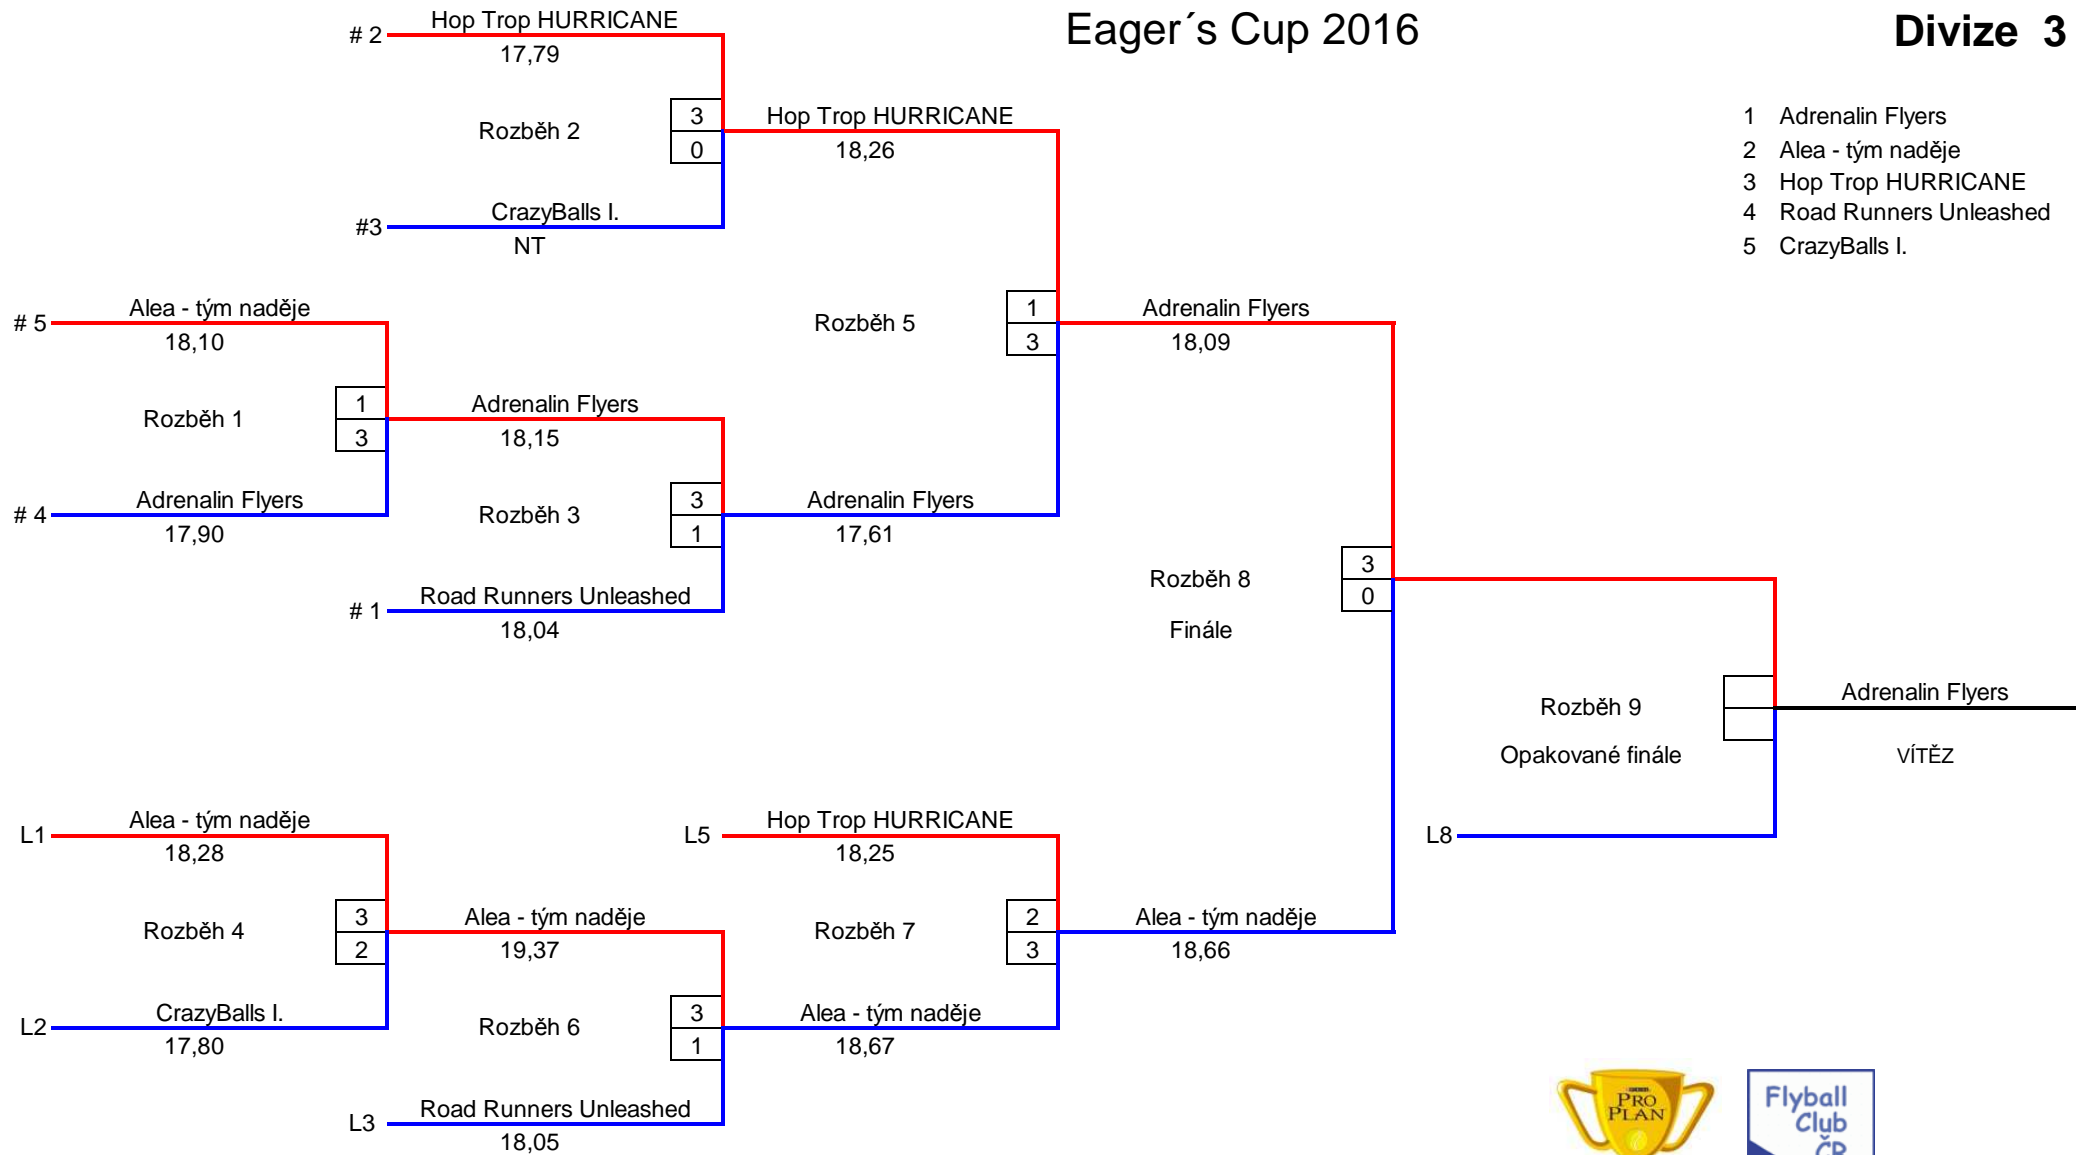 Eager´s Cup 2016
Divize 3
1 Adrenalin Flyers
2 Alea - tým naděje
3 Hop Trop HURRICANE
4 Road Runners Unleashed
5 CrazyBalls I.
# 2
Hop Trop HURRICANE
17,79
Rozběh 2
3
0
#3
CrazyBalls I.
NT
Hop Trop HURRICANE
18,26
# 5
Alea - tým naděje
18,10
Rozběh 1
1
3
# 4
Adrenalin Flyers
17,90
Adrenalin Flyers
18,15
Rozběh 3
3
1
# 1
Road Runners Unleashed
18,04
Rozběh 5
1
3
Adrenalin Flyers
17,61
Adrenalin Flyers
18,09
Rozběh 8
3
0
Finále
Rozběh 9
Opakované finále
Adrenalin Flyers
VÍTĚZ
L8
L1
Alea - tým naděje
18,28
Rozběh 4
3
2
L2
CrazyBalls I.
17,80
Alea - tým naděje
19,37
Rozběh 6
3
1
L3
Road Runners Unleashed
18,05
L5
Hop Trop HURRICANE
18,25
Rozběh 7
2
3
Alea - tým naděje
18,67
Alea - tým naděje
18,66
PRO
PLAN
Flyball
Club
ČR